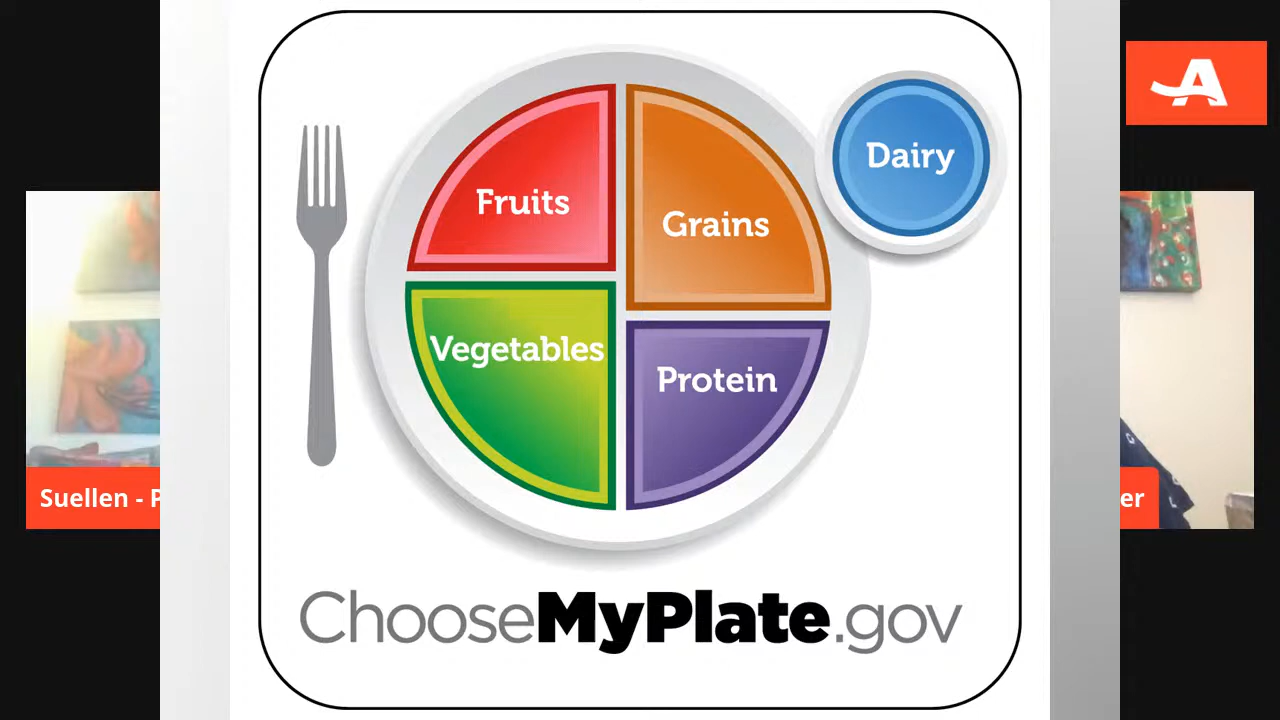 Fruits
Grains
Dairy
Vegetables
Protein
Suellen - P
er
ChooseMyPlate.gov